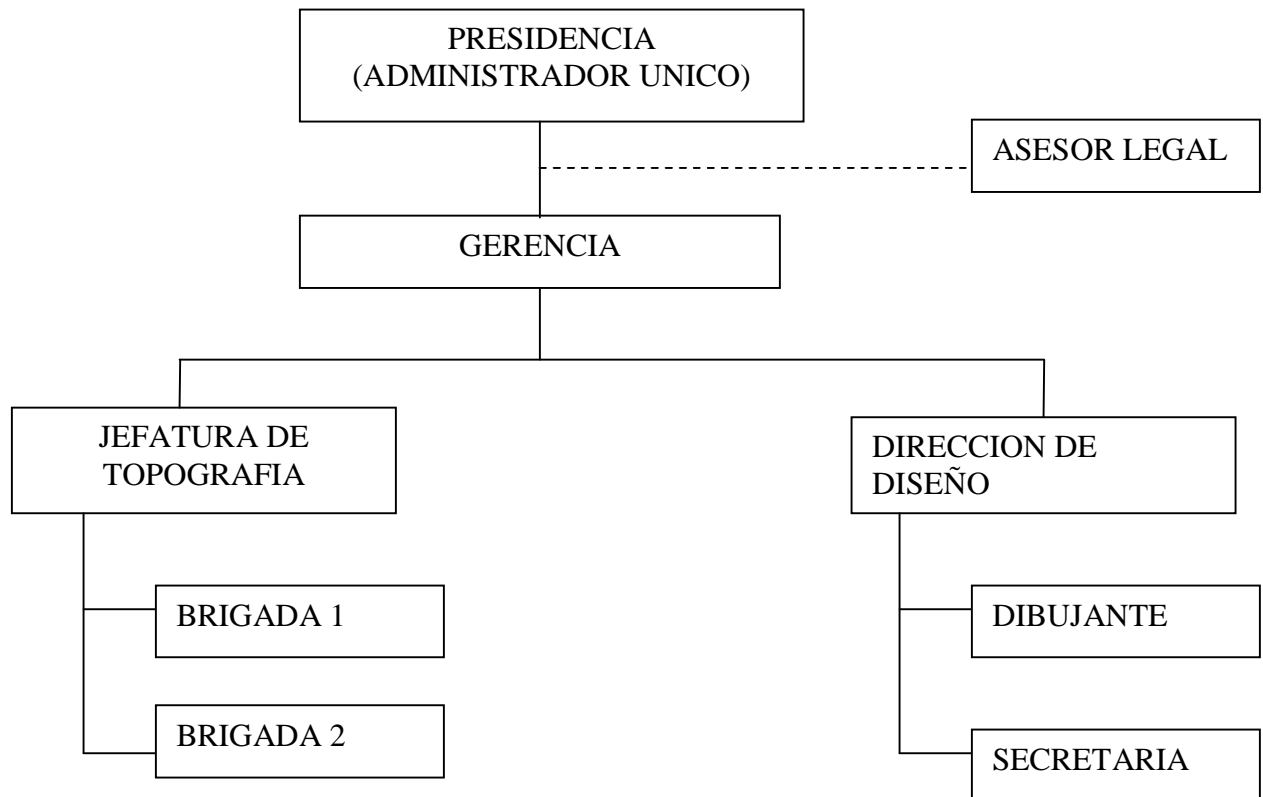 PRESIDENCIA
(ADMINISTRADOR UNICO)
ASESOR LEGAL
GERENCIA
JEFATURA DE
TOPOGRAFIA
DIRECCION DE
DISEÑO
BRIGADA 1
DIBUJANTE
BRIGADA 2
SECRETARIA